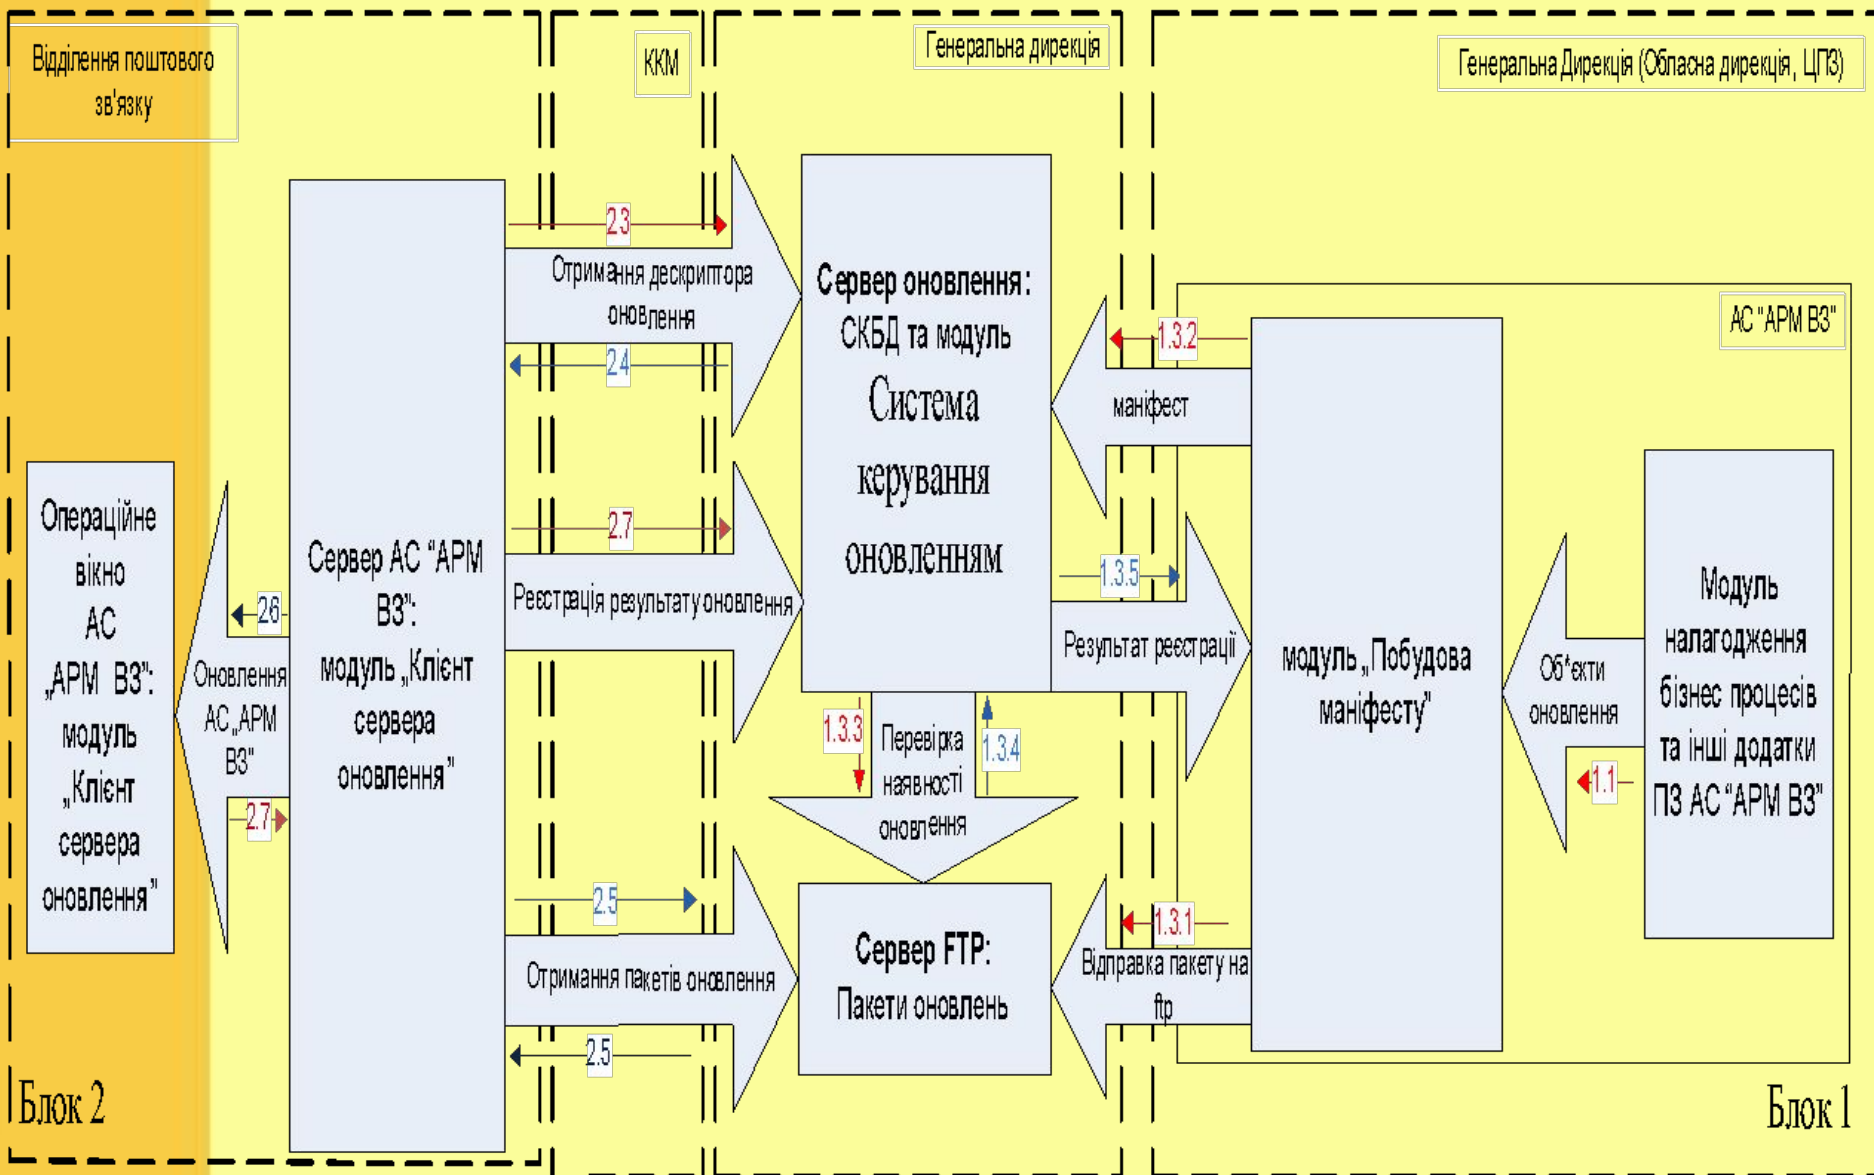 Відділення поштового
зв'язку
ККМ
Генеральна дирекція
Генеральна Дирекція (Обласна дирекція, ЦПЗ)
2.3
Отримання дескриптора
оновлення
2.4
2.7
Реєстрація результату оновлення
Сервер оновлення:
СКБД та модуль
Система
керування
оновленням
1.3.2
маніфест
АС “АРМ ВЗ”
1.3.5
Результат реєстрації
Операційне
вікно
АС
„АРМ ВЗ”:
модуль
„Клієнт
сервера
оновлення”
26
Оновлення
АС„АРМ
ВЗ”
2.7
Сервер АС “АРМ
ВЗ”:
модуль „Клієнт
сервера
оновлення”
1.3.3
Перевірка
наявності
оновлення
1.3.4
модуль „Побудова
маніфесту”
Об*єкти
оновлення
1.1
Модуль
налагодження
бізнес процесів
та інші додатки
ПЗ АС “АРМ ВЗ”
2.5
Отримання пакетів оновлення
2.5
Сервер FTP:
Пакети оновлень
1.3.1
Відправка пакету на
ftp
Блок 2
Блок 1